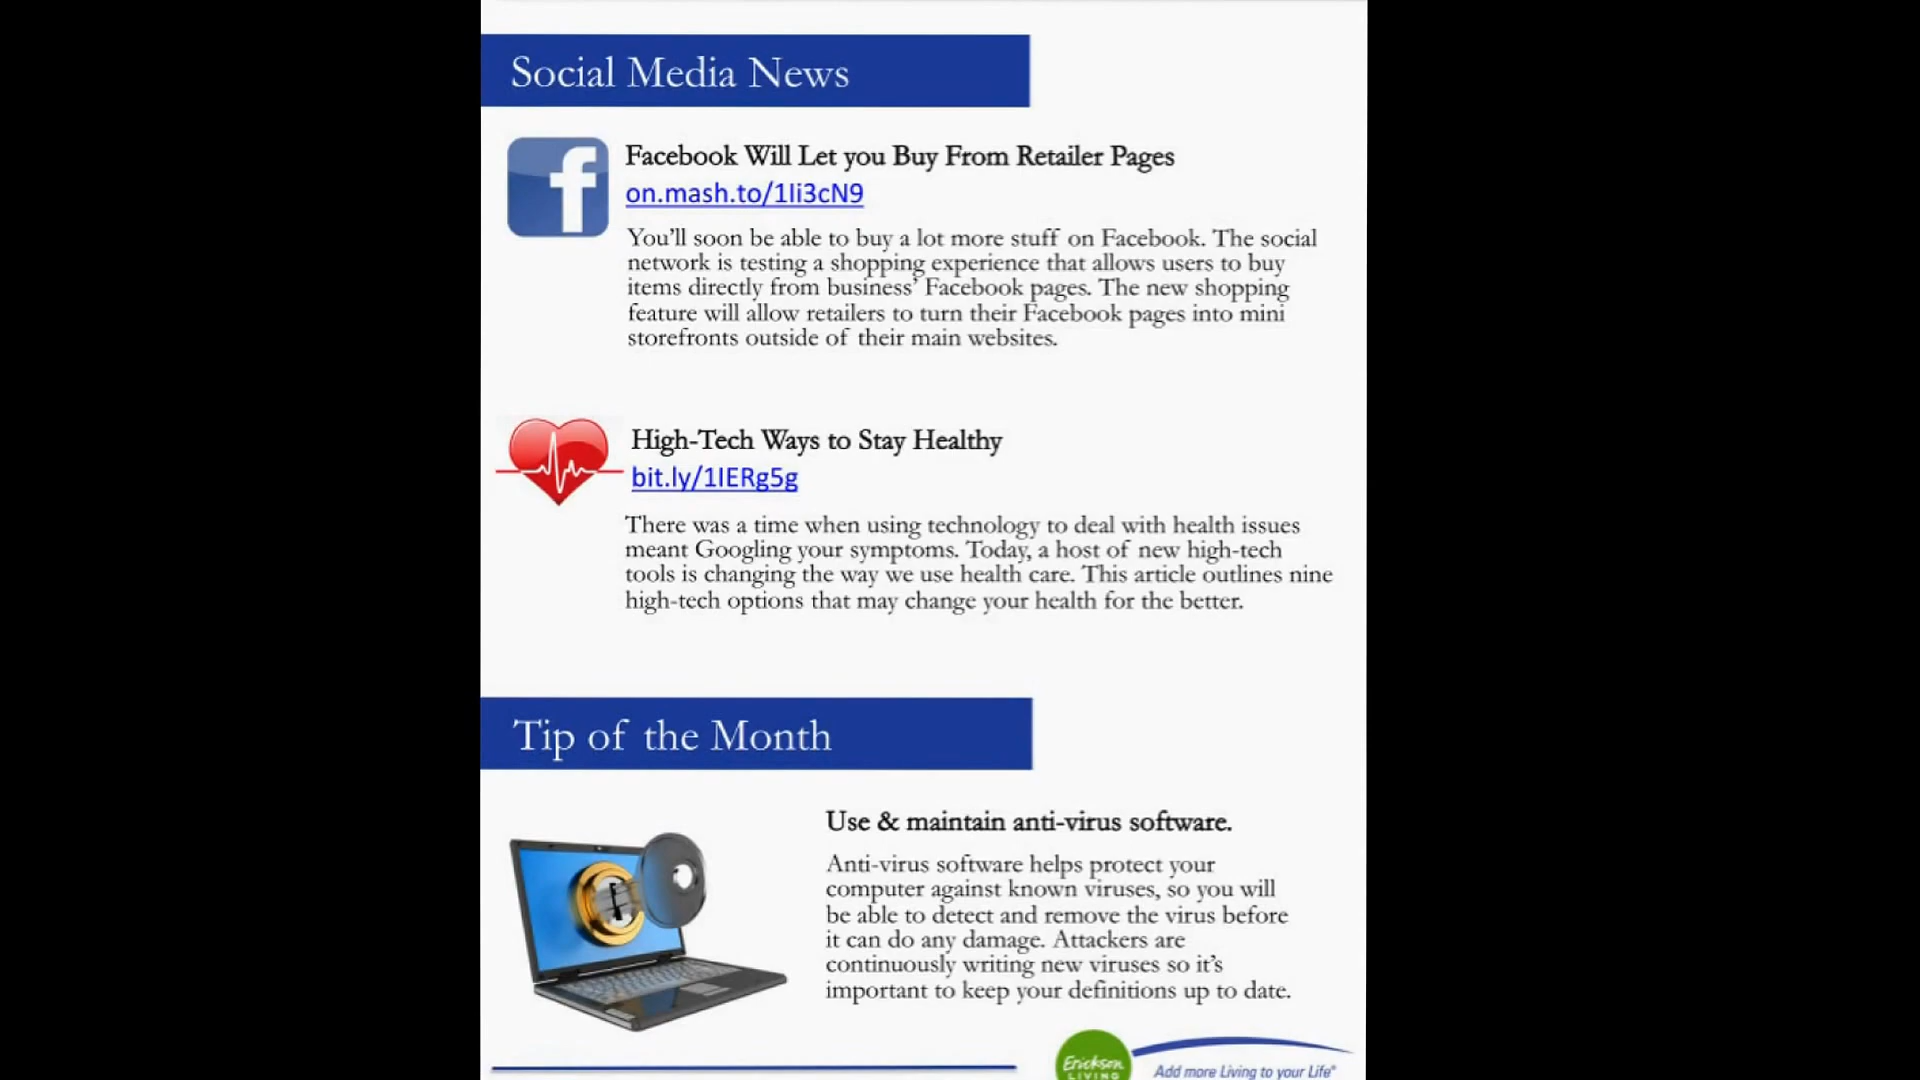 Social Media News
Facebook Will Let you Buy From Retailer Pages
on.mash.to/1Ii3cN9
You'll soon be able to buy a lot more stuff on Facebook. The social
network is testing a shopping experience that allows users to buy
items directly from business' Facebook pages. The new shopping
feature will allow retailers to turn their Facebook pages into mini
storefronts outside of their main websites.
High-Tech Ways to Stay Healthy
bit.ly/1IERg5g
There was a time when using technology to deal with health issues
meant Googling your symptoms. Today, a host of new high-tech
tools is changing the way we use health care. This article outlines nine
high-tech options that may change your health for the better.
Tip of the Month
Use & maintain anti-virus software.
Anti-virus software helps protect your
computer against known viruses, so you will
be able to detect and remove the virus before
it can do any damage. Attackers are
continuously writing new viruses so it's
important to keep your definitions up to date.
Erickson
LIVING
Add more Living to your Life®